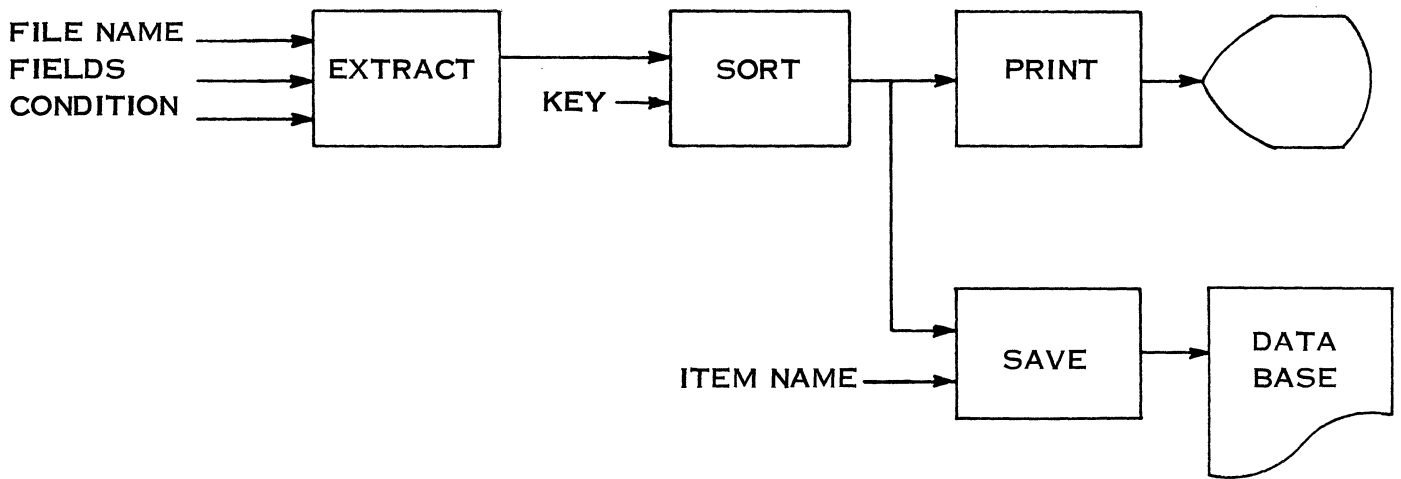 FILE NAME
FIELDS
CONDITION
EXTRACT
KEY
SORT
PRINT
ITEM NAME
SAVE
DATA
BASE